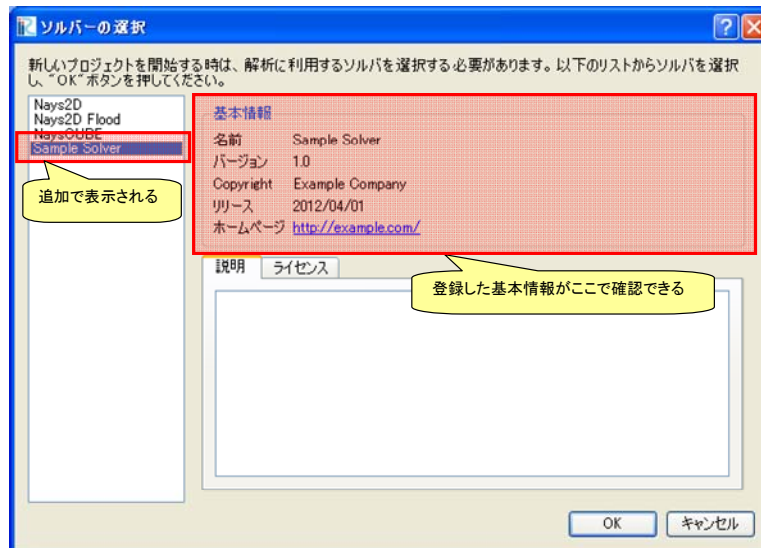 ソルバーの選択
新しいプロジェクトを開始する時は、解析に利用するソルバを選択する必要があります。以下のリストからソルバを選択
し、"OK"ボタンを押してください。
Nays2D
Nays2D Flood
NaysCUBE
Sample Solver
追加で表示される
基本情報
名前 Sample Solver
バージョン 1.0
Copyright Example Company
リリース 2012/04/01
ホームページ http://example.com/
説明 ライセンス
登録した基本情報がここで確認できる
OK キャンセル